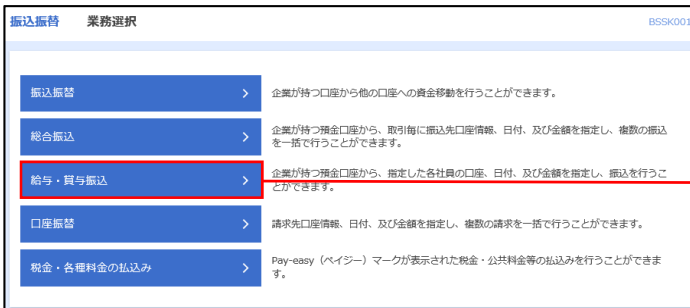 振込振替 業務選択 BSSK001
振込振替
企業が持つ口座から他の口座への資金移動を行うことができます。
総合振込
企業が持つ預金口座から、取引毎に振込先口座情報、日付、及び金額を指定し、複数の振込
を一括で行うことができます。
給与・賞与振込
企業が持つ預金口座から、指定した各社員の口座、日付、及び金額を指定し、振込を行うこ
とができます。
口座振替
請求先口座情報、日付、及び金額を指定し、複数の請求を一括で行うことができます。
税金・各種料金の払込み
Pay-easy（ペイジー）マークが表示された税金・公共料金等の払込みを行うことができま
す。